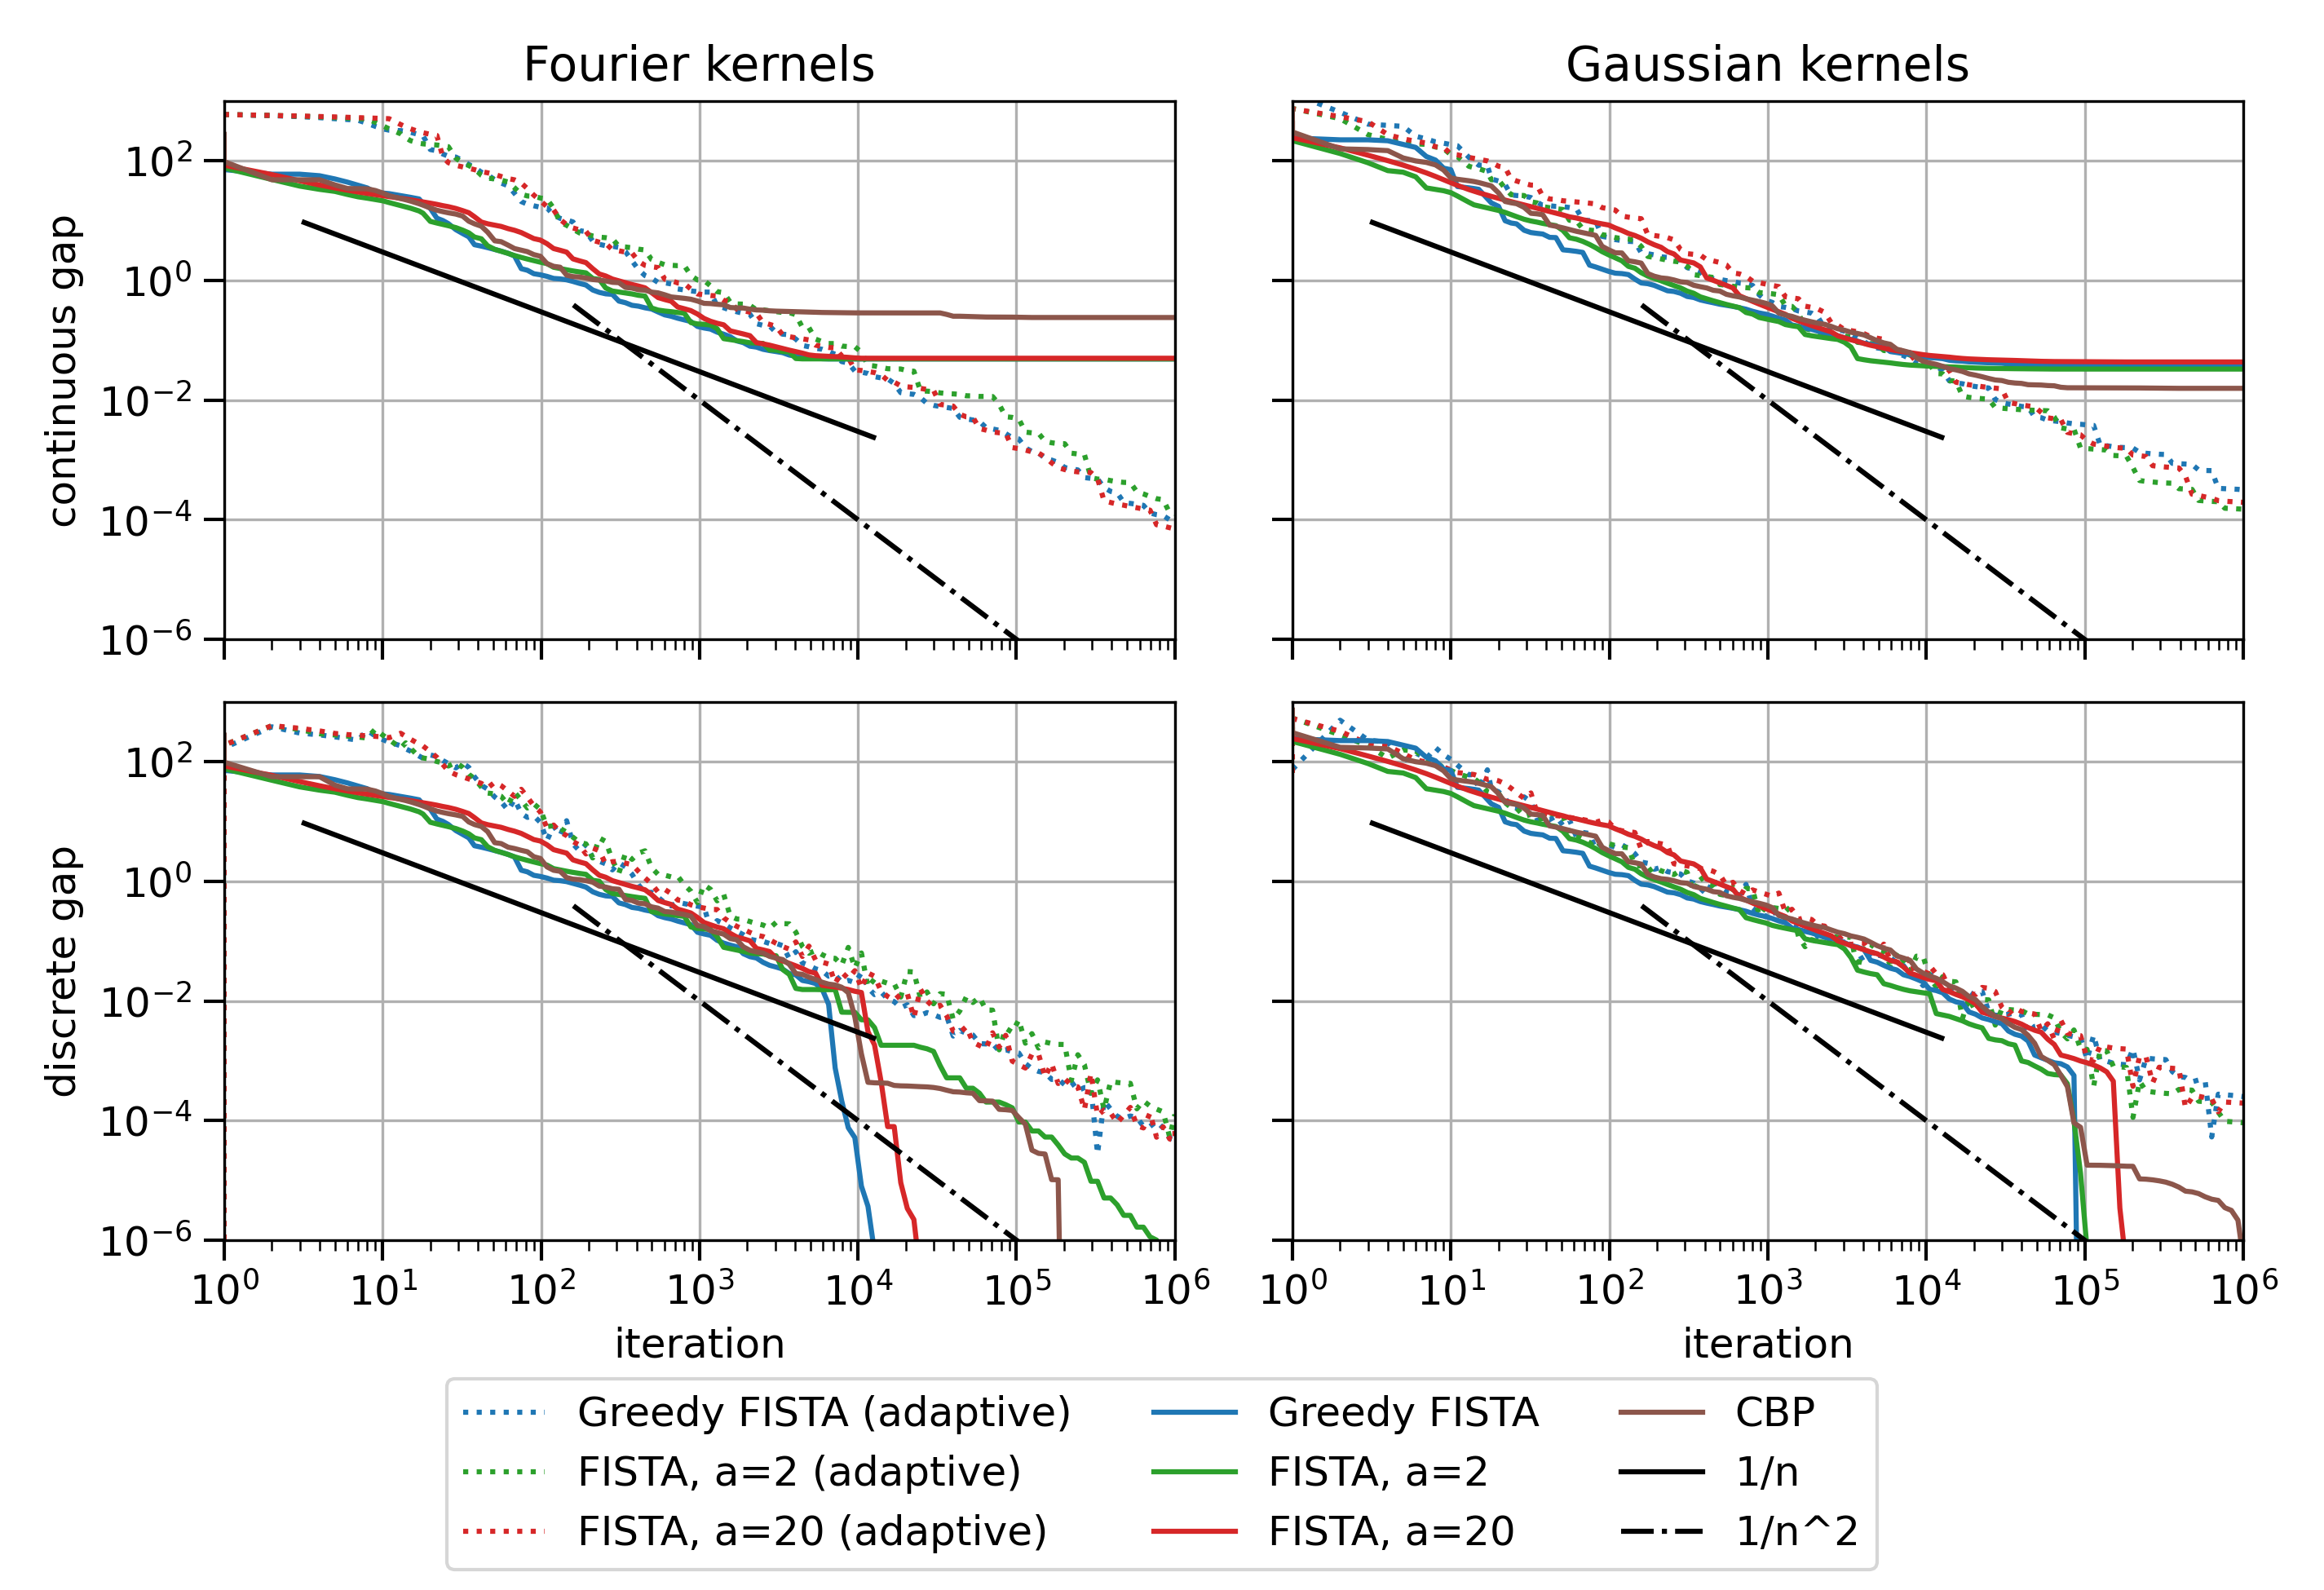 Fourier kernels
Gaussian kernels
continuous gap
10^2
10^0
10^−2
10^−4
10^−6
discrete gap
10^2
10^0
10^−2
10^−4
10^−6
10^0 10^1 10^2 10^3 10^4 10^5 10^6
10^0 10^1 10^2 10^3 10^4 10^5 10^6
iteration
iteration
Greedy FISTA (adaptive)
FISTA, a=2 (adaptive)
FISTA, a=20 (adaptive)
Greedy FISTA
FISTA, a=2
FISTA, a=20
CBP
1/n
1/n^2